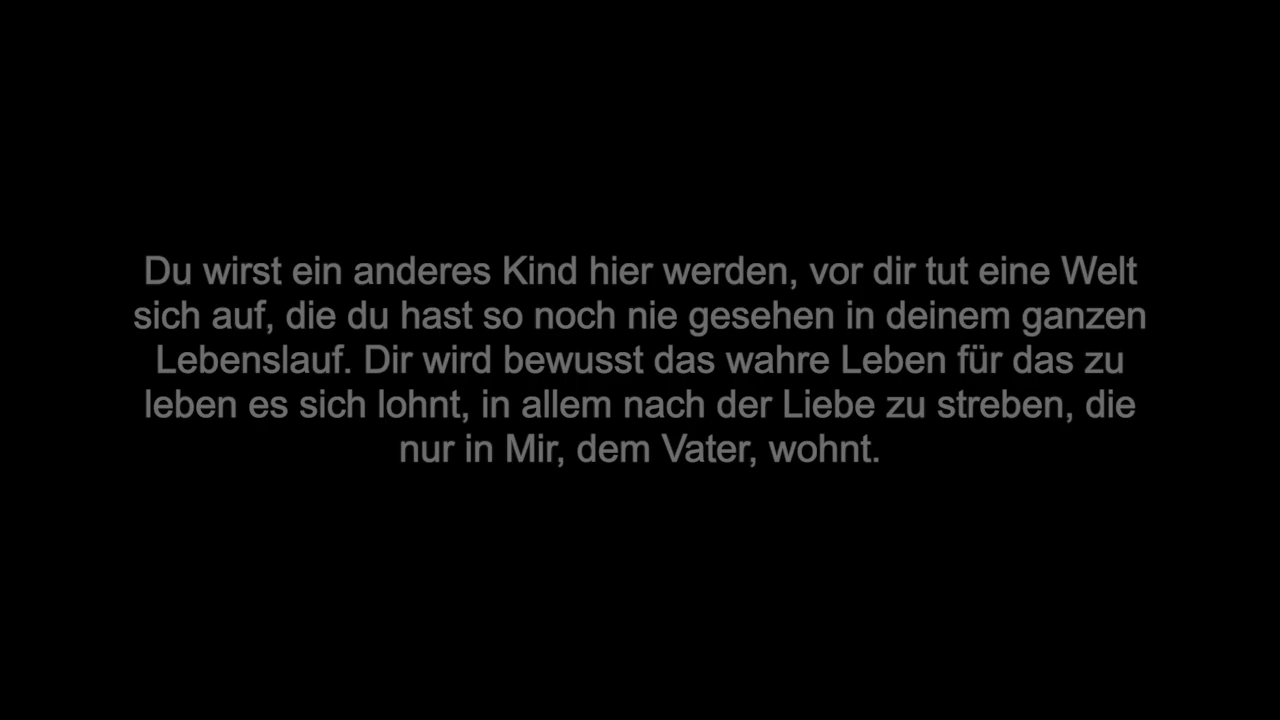 Du wirst ein anderes Kind hier werden, vor dir tut eine Welt
sich auf, die du hast so noch nie gesehen in deinem ganzen
Lebenslauf. Dir wird bewusst das wahre Leben für das zu
leben es sich lohnt, in allem nach der Liebe zu streben, die
nur in Mir, dem Vater, wohnt.